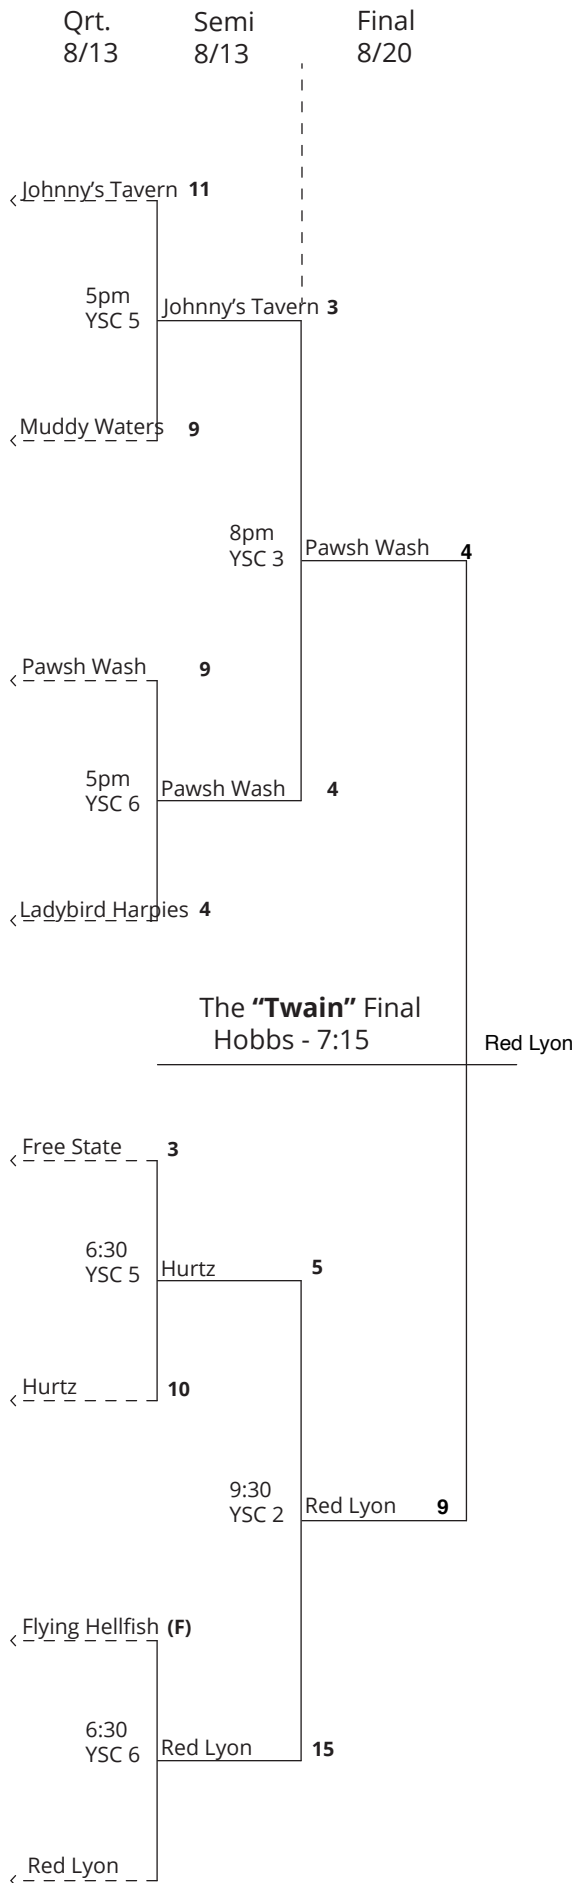 Qrt.
8/13
Semi
8/13
Final
8/20
Johnny’s Tavern 11
5pm
YSC 5
Johnny’s Tavern 3
Muddy Waters 9
8pm
YSC 3
Pawsh Wash 4
Pawsh Wash 9
5pm
YSC 6
Pawsh Wash 4
Ladybird Harpies 4
The “Twain” Final
Hobbs - 7:15
Red Lyon
Free State 3
6:30
YSC 5
Hurtz 5
Hurtz 10
9:30
YSC 2
Red Lyon 9
Flying Hellfish (F)
6:30
YSC 6
Red Lyon 15
Red Lyon